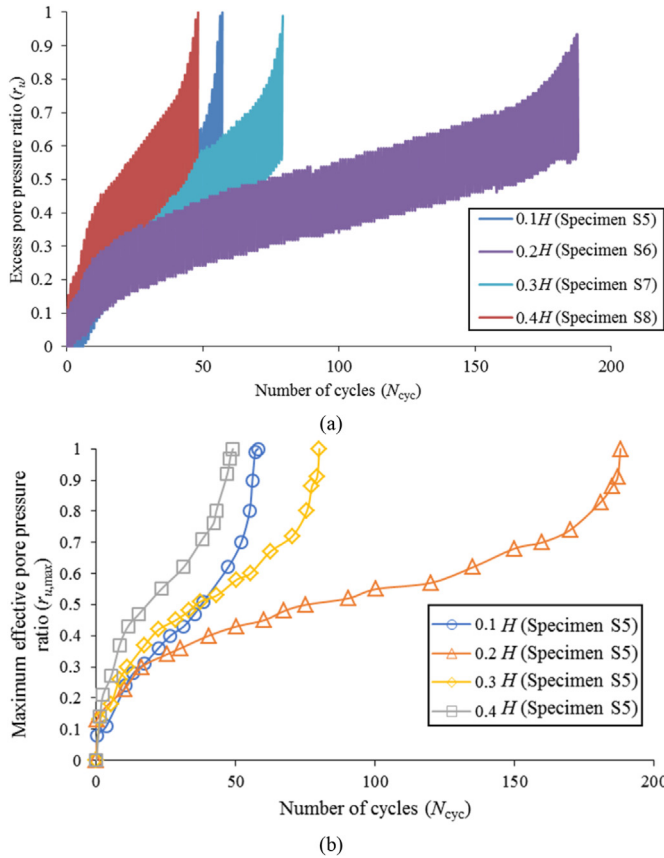 Excess pore pressure ratio (r_u)
1
0.9
0.8
0.7
0.6
0.5
0.4
0.3
0.2
0.1
0
0.1H (Specimen S5)
0.2H (Specimen S6)
0.3H (Specimen S7)
0.4H (Specimen S8)
0 50 100 150 200
Number of cycles (N_cyc)
(a)
Maximum effective pore pressure
ratio (r_u,max)
1
0.9
0.8
0.7
0.6
0.5
0.4
0.3
0.2
0.1
0
0.1 H (Specimen S5)
0.2 H (Specimen S5)
0.3 H (Specimen S5)
0.4 H (Specimen S5)
0 50 100 150 200
Number of cycles (N_cyc)
(b)